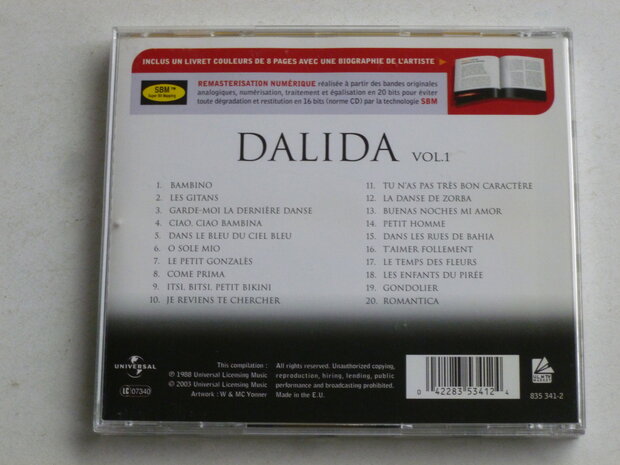 INCLUS UN LIVRET COULEURS DE 8 PAGES AVEC UNE BIOGRAPHIE DE L'ARTISTE
SBM™
Super Bit Mapping
REMASTERISATION NUMÉRIQUE réalisée à partir des bandes originales
analogiques, numérisation, traitement et égalisation en 20 bits pour éviter
toute dégradation et restitution en 16 bits (norme CD) par la technologie SBM
DALIDA VOL.1
1. BAMBINO
2. LES GITANS
3. GARDE-MOI LA DERNIÈRE DANSE
4. CIAO, CIAO BAMBINA
5. DANS LE BLEU DU CIEL BLEU
6. O SOLE MIO
7. LE PETIT GONZALÈS
8. COME PRIMA
9. ITSI, BITSI, PETIT BIKINI
10. JE REVIENS TE CHERCHER
11. TU N'AS PAS TRÈS BON CARACTÈRE
12. LA DANSE DE ZORBA
13. BUENAS NOCHES MI AMOR
14. PETIT HOMME
15. DANS LES RUES DE BAHIA
16. T'AIMER FOLLEMENT
17. LE TEMPS DES FLEURS
18. LES ENFANTS DU PIRÉE
19. GONDOLIER
20. ROMANTICA
UNIVERSAL
LC 07340
This compilation :
℗ 1988 Universal Licensing Music
© 2003 Universal Licensing Music
Artwork : W & MC Yonner
All rights reserved. Unauthorized copying,
reproduction, hiring, lending, public
performance and broadcasting prohibited.
Made in the E.U.
0 42283 53412 4
835 341-2